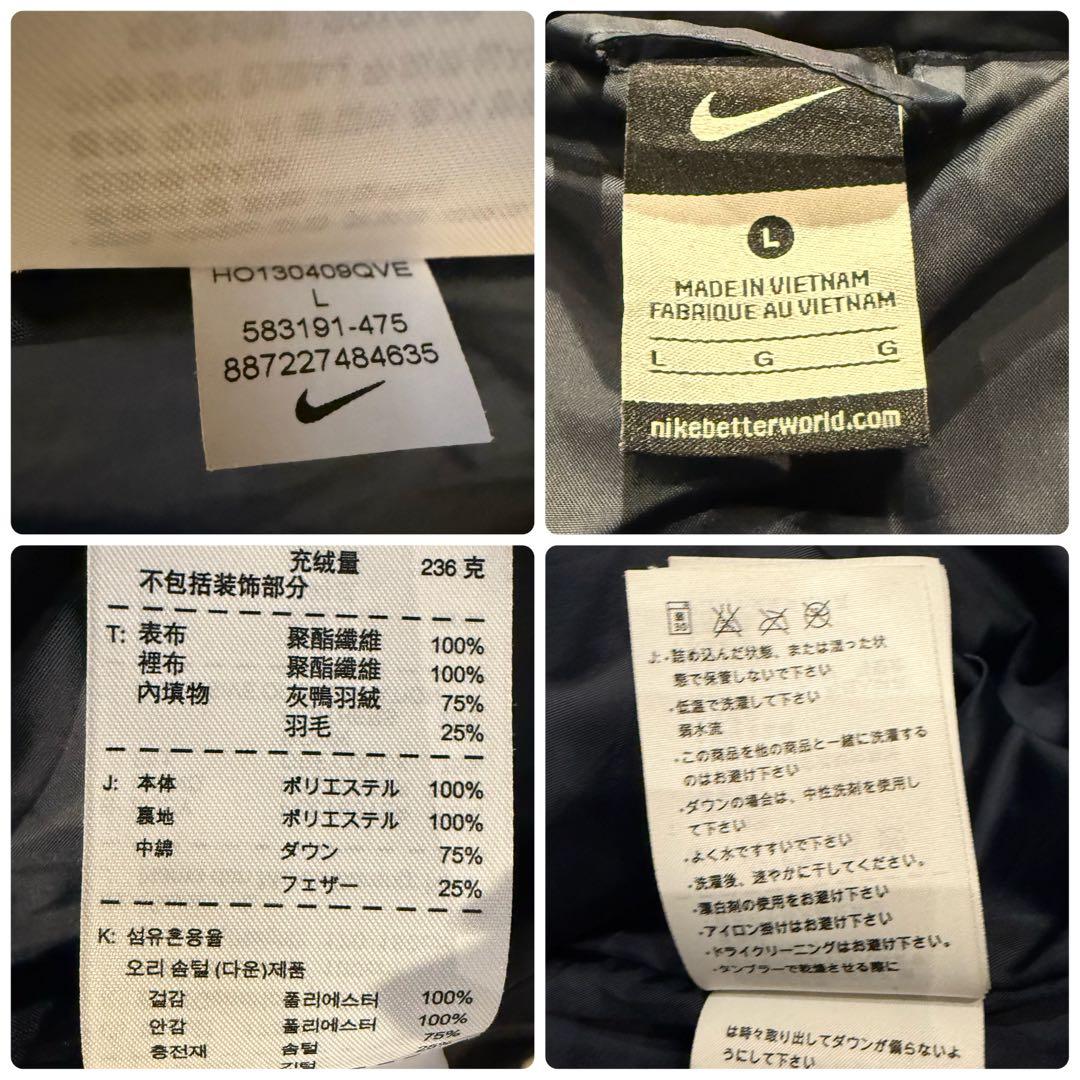 HO130409QVE
L
583191-475
887227484635
L
MADE IN VIETNAM
FABRIQUE AU VIETNAM
L G G
nikebetterworld.com
充绒量 236 克
不包括装饰部分
T: 表布 聚酯纖維 100%
裡布 聚酯纖維 100%
內填物 灰鴨羽絨 75%
羽毛 25%
J: 本体 ポリエステル 100%
裏地 ポリエステル 100%
中綿 ダウン 75%
フェザー 25%
K: 섬유혼용율
오리 솜털 (다운)제품
겉감 폴리에스터 100%
안감 폴리에스터 100%
충전재 솜털 75%
깃털 25%
J:・詰め込んだ状態、または湿った状
態で保管しないで下さい
・低温で洗濯して下さい
弱水流
・この商品を他の商品と一緒に洗濯する
のはお避け下さい
・ダウンの場合は、中性洗剤を使用し
て下さい
・よく水ですすいで下さい
・洗濯後、速やかに干してください。
・漂白剤の使用をお避け下さい
・アイロン掛けはお避け下さい
・ドライクリーニングはお避け下さい。
・タンブラーで乾燥させる際に
は時々取り出してダウンが偏らないよ
うにして下さい